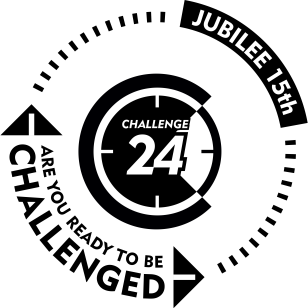 JUBILEE 15th
CHALLENGE
24
ARE YOU READY TO BE
CHALLENGED